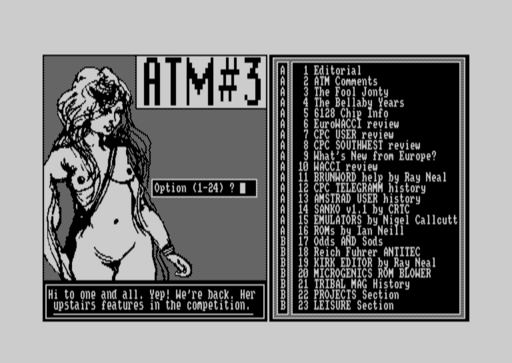 ATM#3
Option (1-24) ?
Hi to one and all. Yep! We're back. Her
upstairs features in the competition.
A 1 Editorial
A 2 ATM Comments
A 3 The Fool Jonty
A 4 The Bellaby Years
A 5 6128 Chip Info
A 6 EuroWACCI review
A 7 CPC USER review
A 8 CPC SOUTHWEST review
A 9 What's New from Europe?
A 10 WACCI review
A 11 BRUNWORD help by Ray Neal
A 12 CPC TELEGRAMM history
A 13 AMSTRAD USER history
A 14 SANKO v1.1 by CRTC
A 15 EMULATORS by Nigel Callcutt
A 16 ROMs by Ian Neill
B 17 Odds AND Sods
B 18 Reich Fuhrer ANTITEC
B 19 KIRK EDITOR by Ray Neal
B 20 MICROGENICS ROM BLOWER
B 21 TRIBAL MAG History
B 22 PROJECTS Section
B 23 LEISURE Section